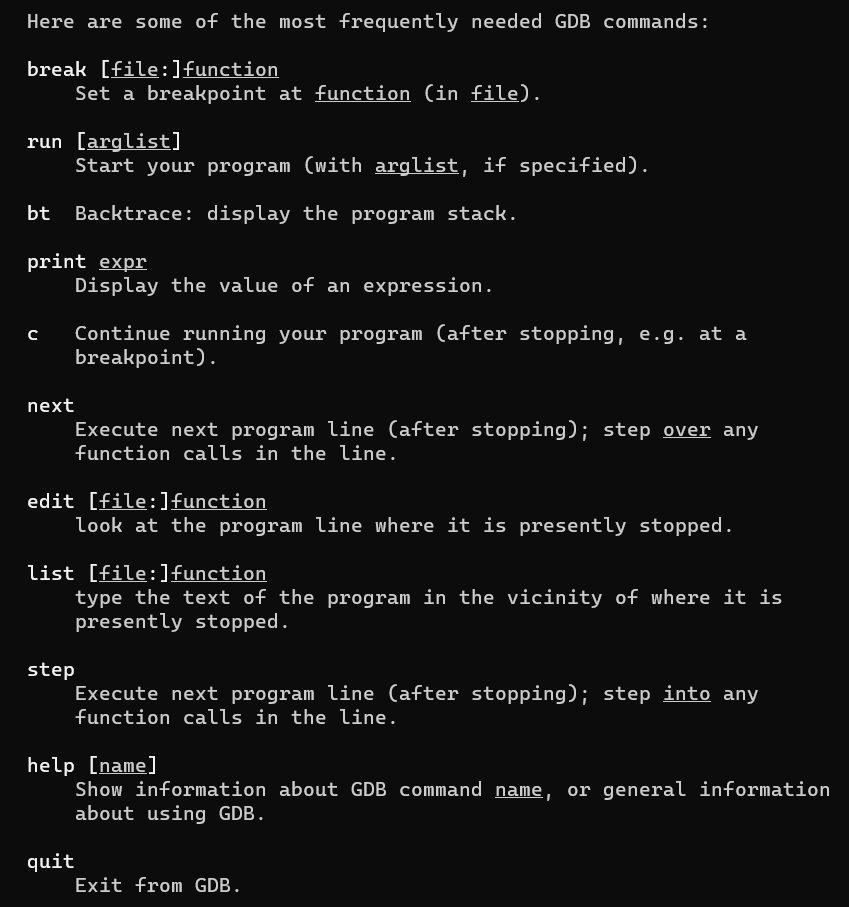 Here are some of the most frequently needed GDB commands:
break [file:]function
Set a breakpoint at function (in file).
run [arglist]
Start your program (with arglist, if specified).
bt  Backtrace: display the program stack.
print expr
Display the value of an expression.
c   Continue running your program (after stopping, e.g. at a
breakpoint).
next
Execute next program line (after stopping); step over any
function calls in the line.
edit [file:]function
look at the program line where it is presently stopped.
list [file:]function
type the text of the program in the vicinity of where it is
presently stopped.
step
Execute next program line (after stopping); step into any
function calls in the line.
help [name]
Show information about GDB command name, or general information
about using GDB.
quit
Exit from GDB.